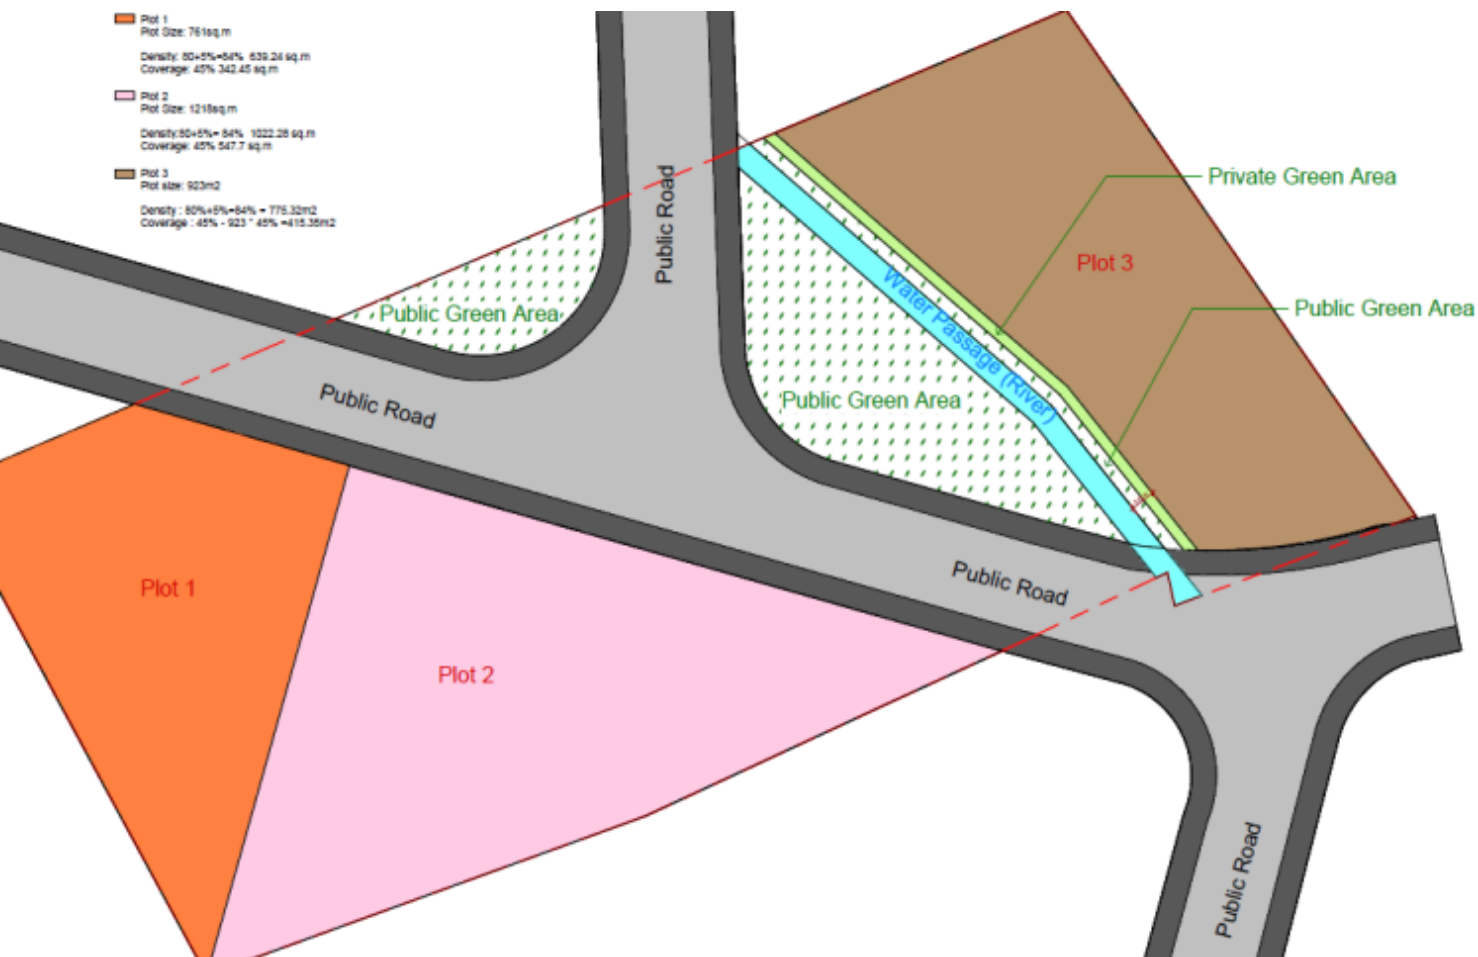 Plot 1
Plot Size: 761sq.m
Density: 80+5%=84% 639.24 sq.m
Coverage: 45% 342.45 sq.m
Plot 2
Plot Size: 1218sq.m
Density:80+5%= 84% 1022.28 sq.m
Coverage: 45% 547.7 sq.m
Plot 3
Plot size: 923m2
Density : 80%+5%=84% = 775.32m2
Coverage : 45% - 923 * 45% =415.35m2
Public Road
Private Green Area
Plot 3
Water Passage (River)
Public Green Area
Public Green Area
Public Road
Public Green Area
Plot 1
Public Road
Plot 2
Public Road